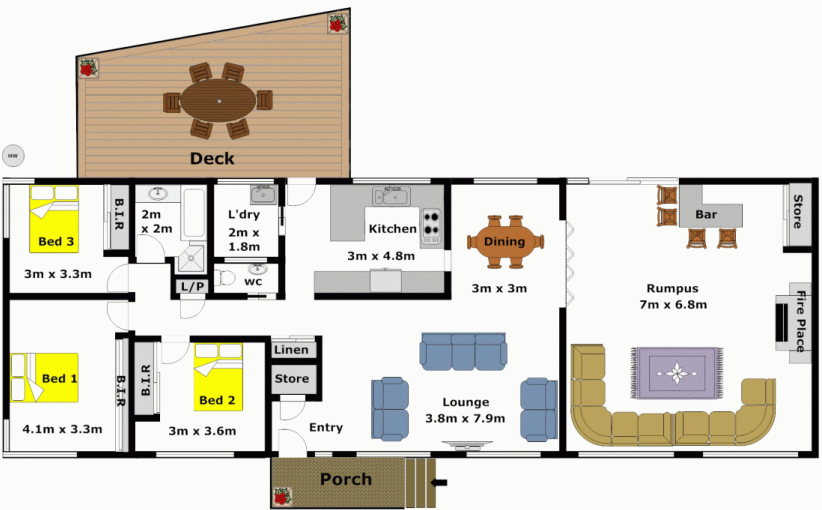 Deck
HW
B.I.R
Bed 3
3m x 3.3m
2m
x 2m
L'dry
2m x
1.8m
wc
L/P
Kitchen
3m x 4.8m
Dining
3m x 3m
Bar
Store
Rumpus
7m x 6.8m
Fire Place
Bed 1
B.I.R
4.1m x 3.3m
B.I.R
Bed 2
3m x 3.6m
Linen
Store
Entry
Lounge
3.8m x 7.9m
Porch